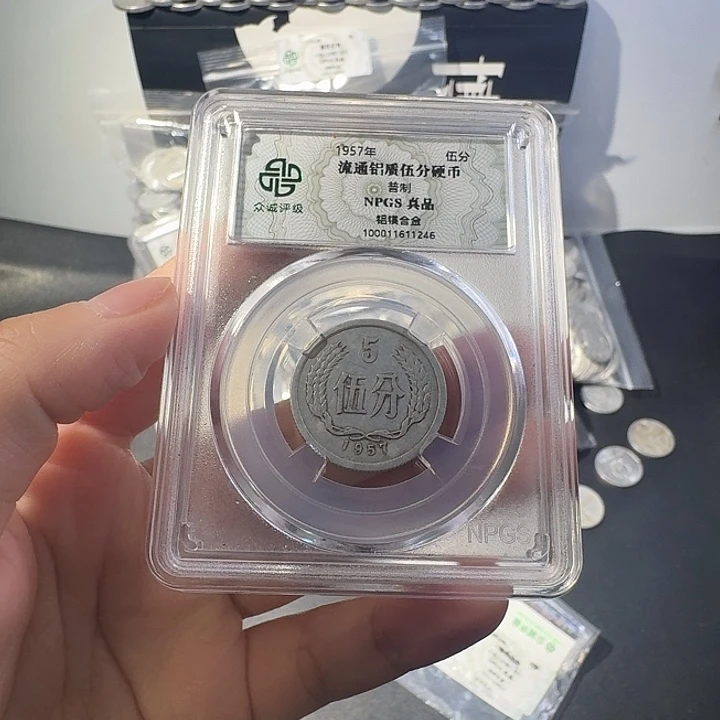 1957年 伍分
流通铝质伍分硬币
普制
NPGS 真品
铝镁合金
100011611246
众诚评级
5
伍分
1957
NPGS